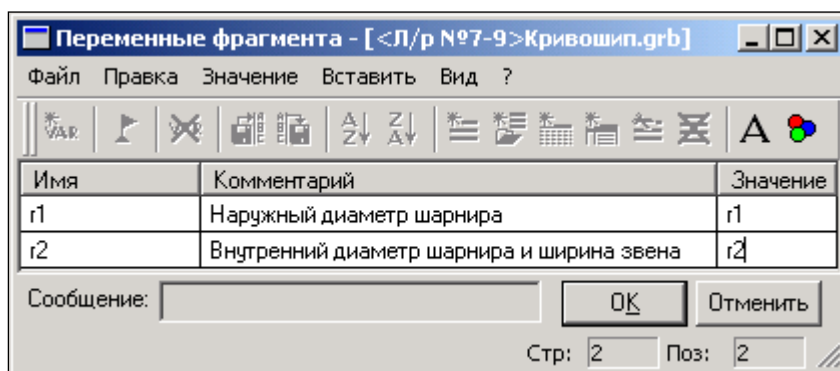 Переменные фрагмента - [<Л/р №7-9>Кривошип.grb]
Файл Правка Значение Вставить Вид ?
VAR A Я Я A A
Имя Комментарий Значение
r1 Наружный диаметр шарнира r1
r2 Внутренний диаметр шарнира и ширина звена r2
Сообщение: OK Отменить
Стр: 2 Поз: 2